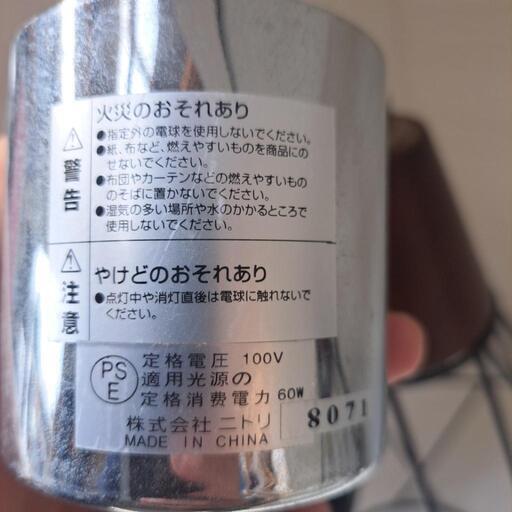 火災のおそれあり
警告
●指定外の電球を使用しないでください。
●紙、布など、燃えやすいものを商品に
のせないでください。
●布団やカーテンなどの燃えやすいもの
のそばに置かないでください。
●湿気の多い場所や水のかかるところで
使用しないでください。
やけどのおそれあり
注意
●点灯中や消灯直後は電球に触れないで
ください。
PS
E
定格電圧 100V
適用光源の
定格消費電力 60W
株式会社 ニトリ
MADE IN CHINA
8071